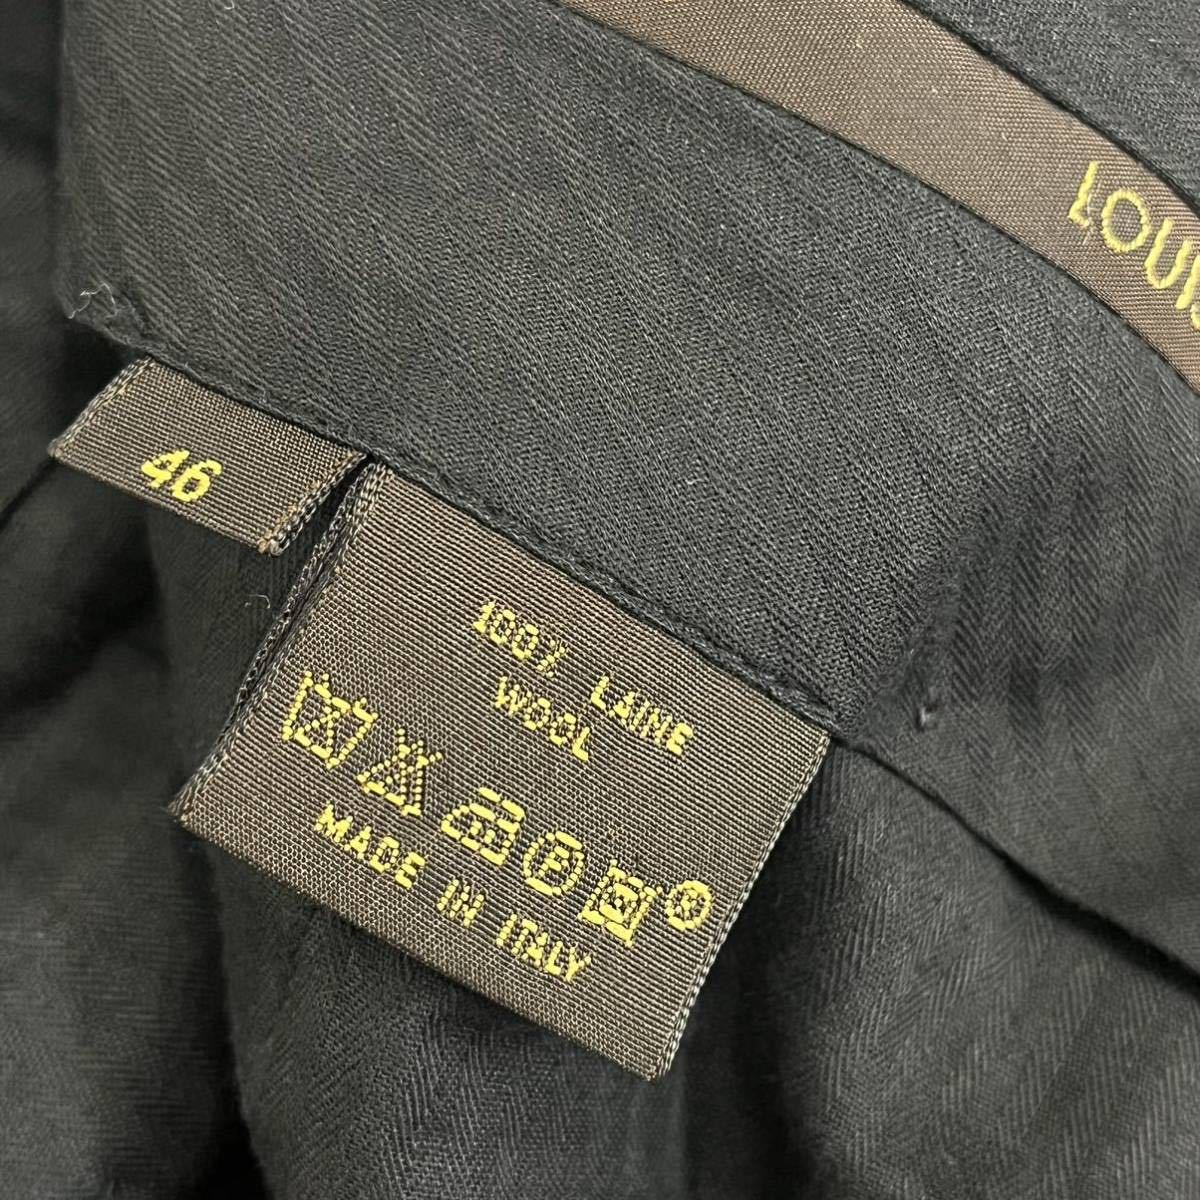 LOUIS
46
100% LAINE
WOOL
P
MADE IN ITALY